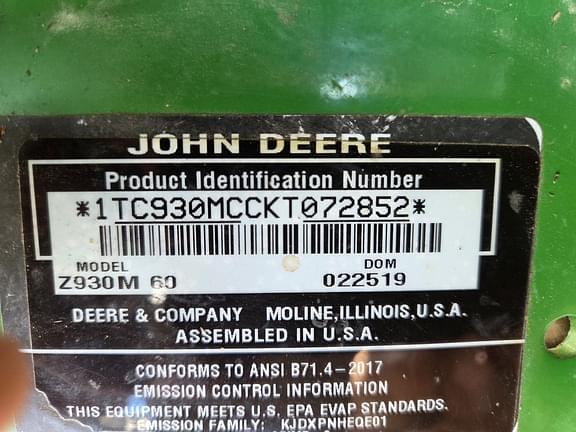 JOHN DEERE
Product Identification Number
*1TC930MCCKT072852*
MODEL DOM
Z930M 60 022519
DEERE & COMPANY MOLINE,ILLINOIS,U.S.A.
ASSEMBLED IN U.S.A.
CONFORMS TO ANSI B71.4-2017
EMISSION CONTROL INFORMATION
THIS EQUIPMENT MEETS U.S. EPA EVAP STANDARDS.
EMISSION FAMILY: KJDXPNHEQE01